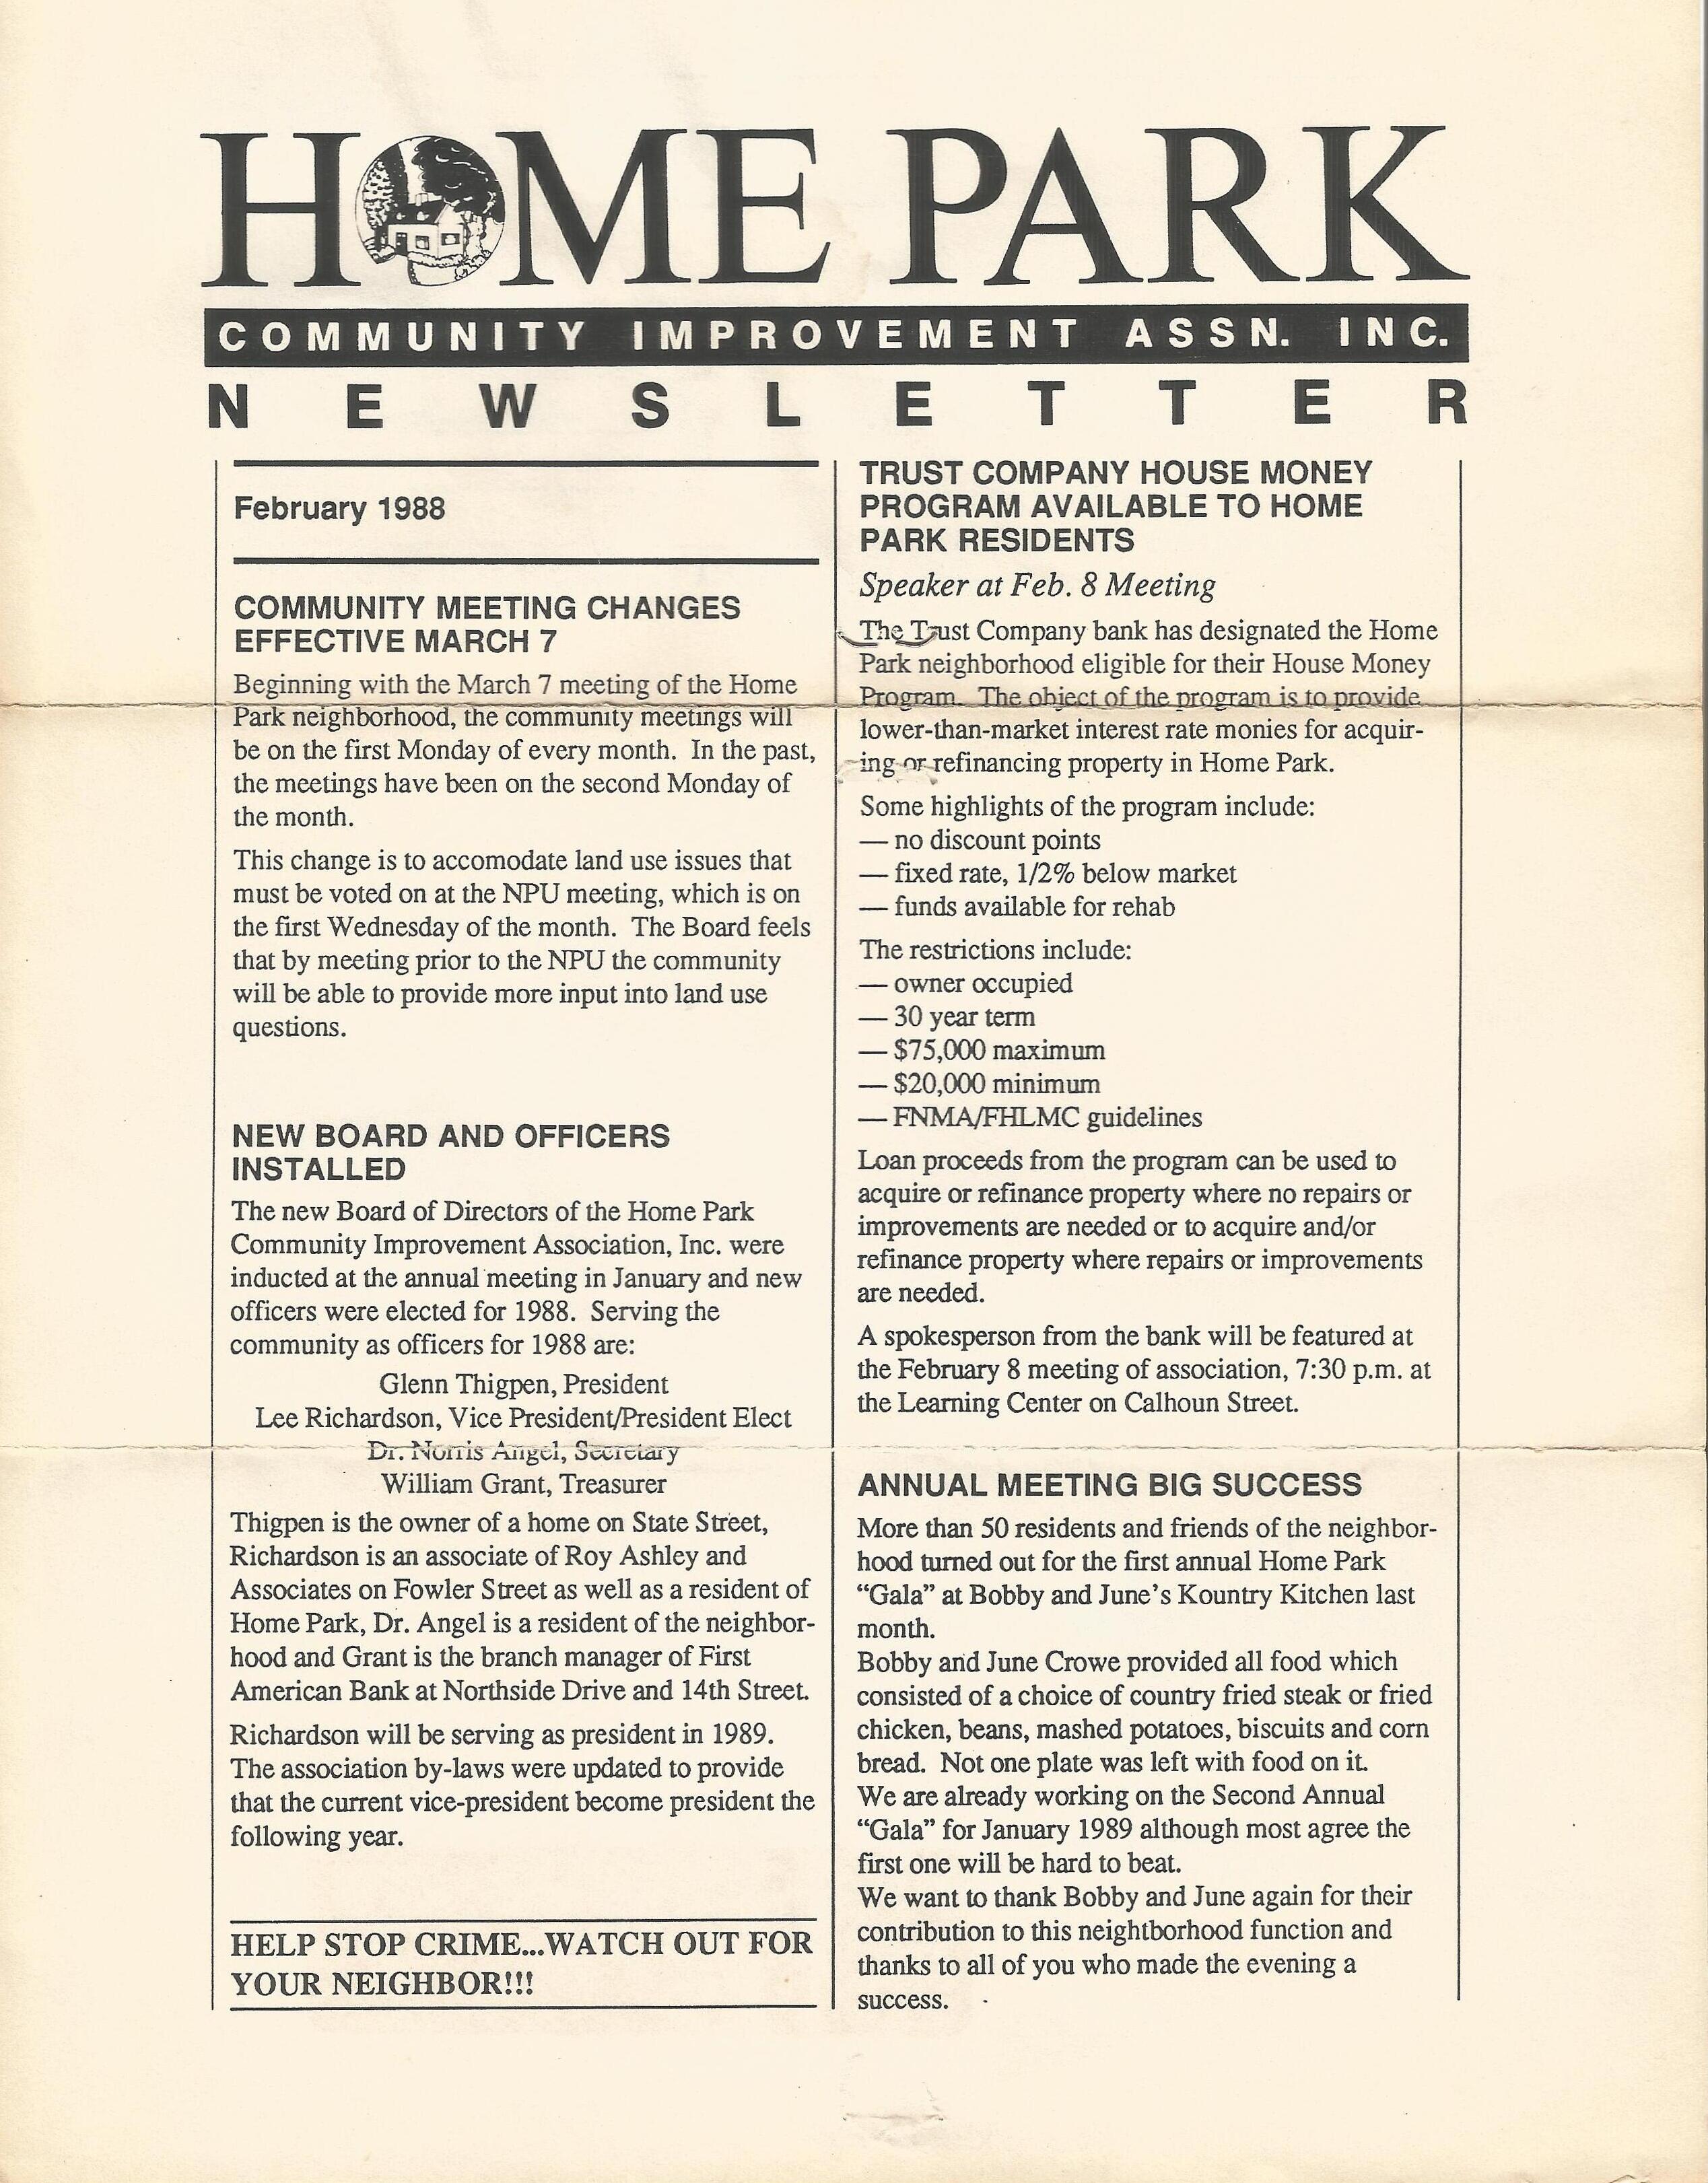 HOME PARK
COMMUNITY IMPROVEMENT ASSN. INC.
NEWSLETTER
February 1988
COMMUNITY MEETING CHANGES
EFFECTIVE MARCH 7
Beginning with the March 7 meeting of the Home
Park neighborhood, the community meetings will
be on the first Monday of every month. In the past,
the meetings have been on the second Monday of
the month.
This change is to accomodate land use issues that
must be voted on at the NPU meeting, which is on
the first Wednesday of the month. The Board feels
that by meeting prior to the NPU the community
will be able to provide more input into land use
questions.
NEW BOARD AND OFFICERS
INSTALLED
The new Board of Directors of the Home Park
Community Improvement Association, Inc. were
inducted at the annual meeting in January and new
officers were elected for 1988. Serving the
community as officers for 1988 are:
Glenn Thigpen, President
Lee Richardson, Vice President/President Elect
Dr. Norris Angel, Secretary
William Grant, Treasurer
Thigpen is the owner of a home on State Street,
Richardson is an associate of Roy Ashley and
Associates on Fowler Street as well as a resident of
Home Park, Dr. Angel is a resident of the neighbor-
hood and Grant is the branch manager of First
American Bank at Northside Drive and 14th Street.
Richardson will be serving as president in 1989.
The association by-laws were updated to provide
that the current vice-president become president the
following year.
HELP STOP CRIME...WATCH OUT FOR
YOUR NEIGHBOR!!!
TRUST COMPANY HOUSE MONEY
PROGRAM AVAILABLE TO HOME
PARK RESIDENTS
Speaker at Feb. 8 Meeting
The Trust Company bank has designated the Home
Park neighborhood eligible for their House Money
Program. The object of the program is to provide
lower-than-market interest rate monies for acquir-
ing or refinancing property in Home Park.
Some highlights of the program include:
— no discount points
— fixed rate, 1/2% below market
— funds available for rehab
The restrictions include:
— owner occupied
— 30 year term
— $75,000 maximum
— $20,000 minimum
— FNMA/FHLMC guidelines
Loan proceeds from the program can be used to
acquire or refinance property where no repairs or
improvements are needed or to acquire and/or
refinance property where repairs or improvements
are needed.
A spokesperson from the bank will be featured at
the February 8 meeting of association, 7:30 p.m. at
the Learning Center on Calhoun Street.
ANNUAL MEETING BIG SUCCESS
More than 50 residents and friends of the neighbor-
hood turned out for the first annual Home Park
“Gala” at Bobby and June’s Kountry Kitchen last
month.
Bobby and June Crowe provided all food which
consisted of a choice of country fried steak or fried
chicken, beans, mashed potatoes, biscuits and corn
bread. Not one plate was left with food on it.
We are already working on the Second Annual
“Gala” for January 1989 although most agree the
first one will be hard to beat.
We want to thank Bobby and June again for their
contribution to this neightborhood function and
thanks to all of you who made the evening a
success.